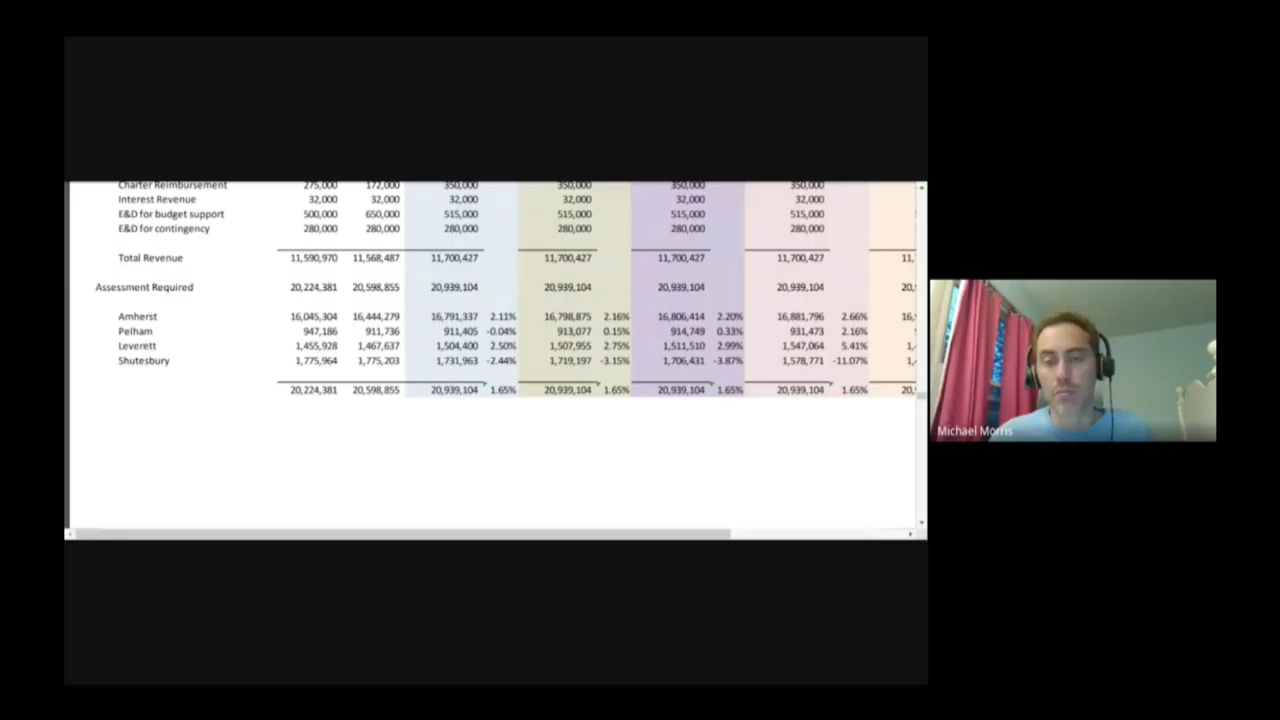 Charter Reimbursement 275,000 172,000 350,000 350,000 350,000 350,000
Interest Revenue 32,000 32,000 32,000 32,000 32,000 32,000
E&D for budget support 500,000 650,000 515,000 515,000 515,000 515,000
E&D for contingency 280,000 280,000 280,000 280,000 280,000 280,000
Total Revenue 11,590,970 11,568,487 11,700,427 11,700,427 11,700,427 11,700,427 11,
Assessment Required 20,224,381 20,598,855 20,939,104 20,939,104 20,939,104 20,939,104 20,
Amherst 16,045,304 16,444,279 16,791,337 2.11% 16,798,875 2.16% 16,806,414 2.20% 16,881,796 2.66% 16,
Pelham 947,186 911,736 911,405 -0.04% 913,077 0.15% 914,749 0.33% 931,473 2.16%
Leverett 1,455,928 1,467,637 1,504,400 2.50% 1,507,955 2.75% 1,511,510 2.99% 1,547,064 5.41% 1,
Shutesbury 1,775,964 1,775,203 1,731,963 -2.44% 1,719,197 -3.15% 1,706,431 -3.87% 1,578,771 -11.07% 1,
20,224,381 20,598,855 20,939,104 1.65% 20,939,104 1.65% 20,939,104 1.65% 20,939,104 1.65% 20,
Michael Morris